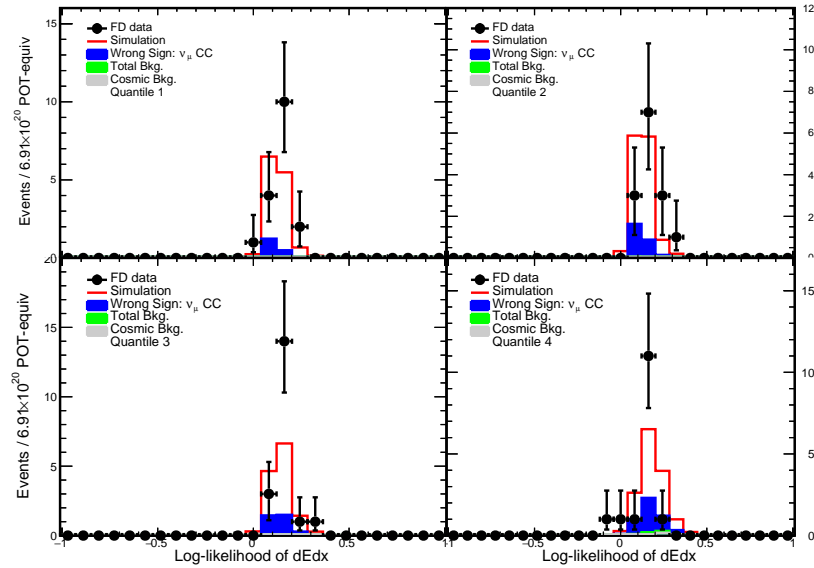 15
10
5
Events / 6.91×10²⁰ POT-equiv
FD data
Simulation
Wrong Sign: νμ CC
Total Bkg.
Cosmic Bkg.
Quantile 1
FD data
Simulation
Wrong Sign: νμ CC
Total Bkg.
Cosmic Bkg.
Quantile 2
12
10
8
6
4
2
0
20
15
10
5
0
Events / 6.91×10²⁰ POT-equiv
FD data
Simulation
Wrong Sign: νμ CC
Total Bkg.
Cosmic Bkg.
Quantile 3
−1 −0.5 0 0.5
Log-likelihood of dEdx
FD data
Simulation
Wrong Sign: νμ CC
Total Bkg.
Cosmic Bkg.
Quantile 4
15
10
5
0
−1 −0.5 0 0.5 1
Log-likelihood of dEdx